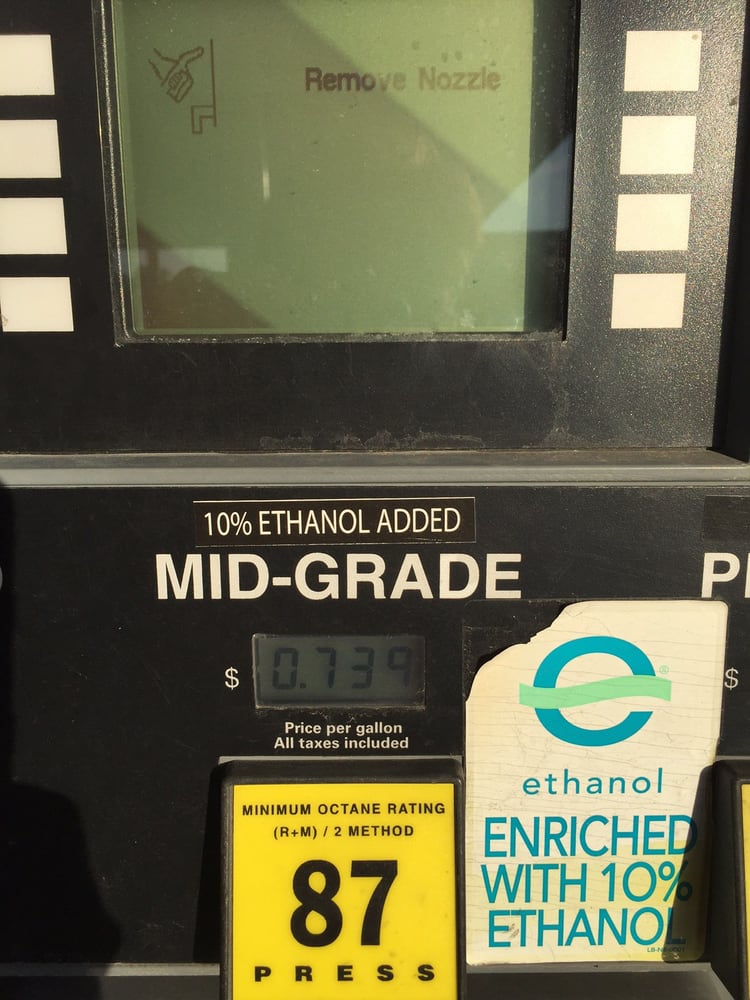 Remove Nozzle
10% ETHANOL ADDED
MID-GRADE
$ 0.739
Price per gallon
All taxes included
MINIMUM OCTANE RATING
(R+M) / 2 METHOD
87
PRESS
®
ethanol
ENRICHED
WITH 10%
ETHANOL
$